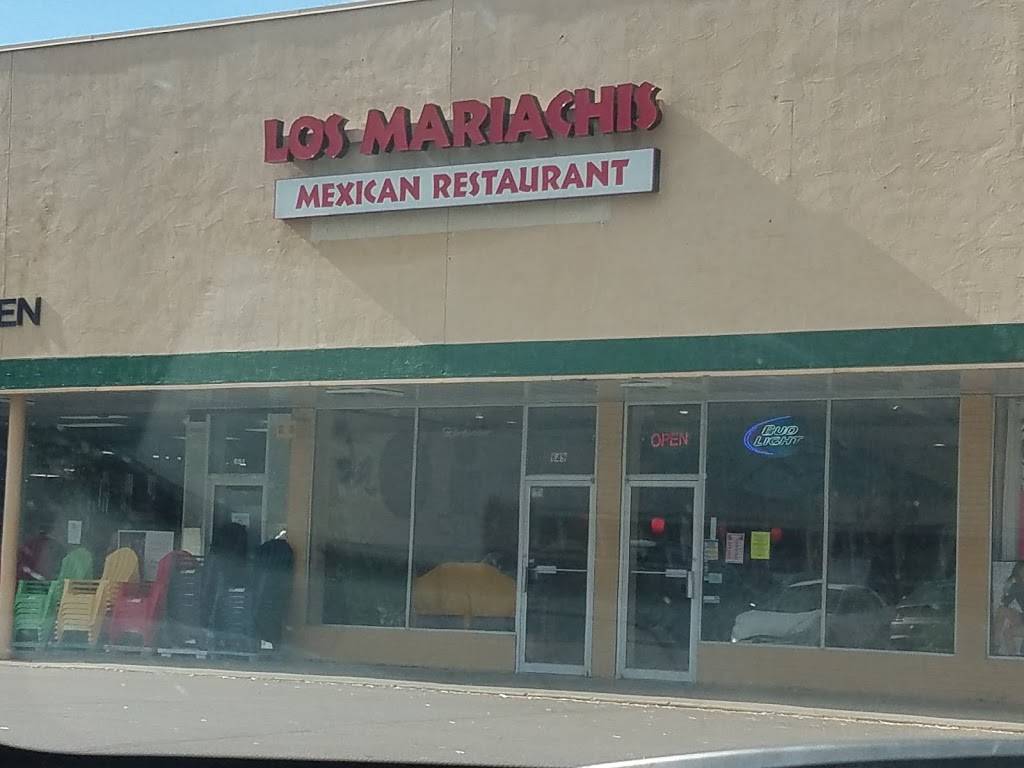 LOS MARIACHIS
MEXICAN RESTAURANT
EN
OPEN
BUD
LIGHT